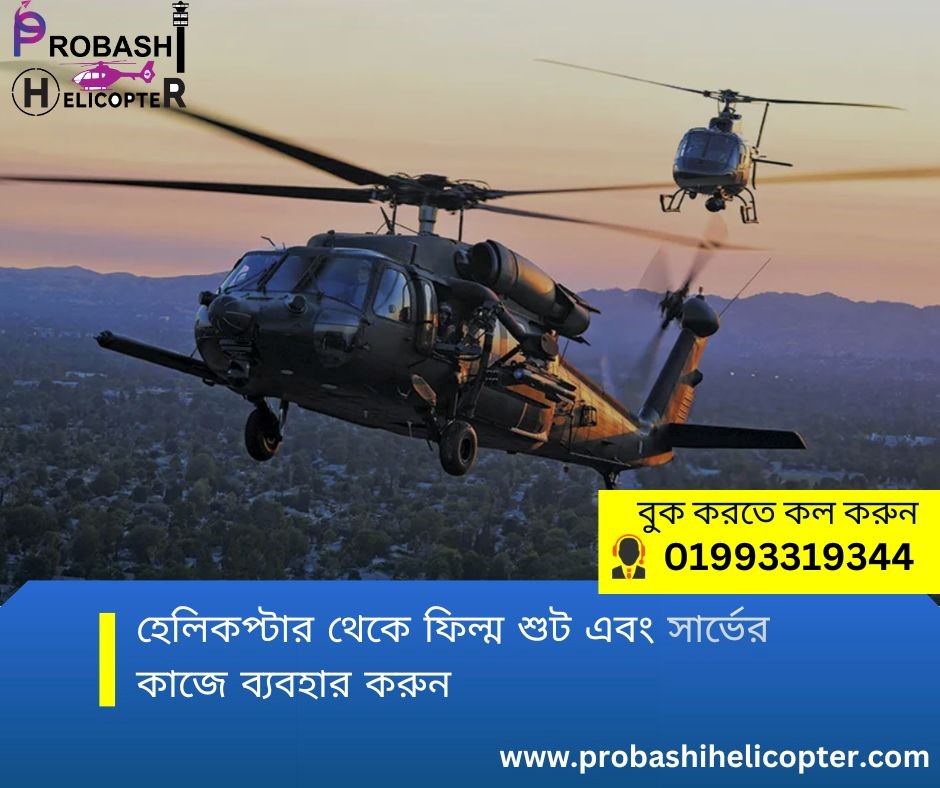 PROBASHI
HELICOPTER
বুক করতে কল করুন
01993319344
হেলিকপ্টার থেকে ফিল্ম শুট এবং সার্ভের
কাজে ব্যবহার করুন
www.probashihelicopter.com